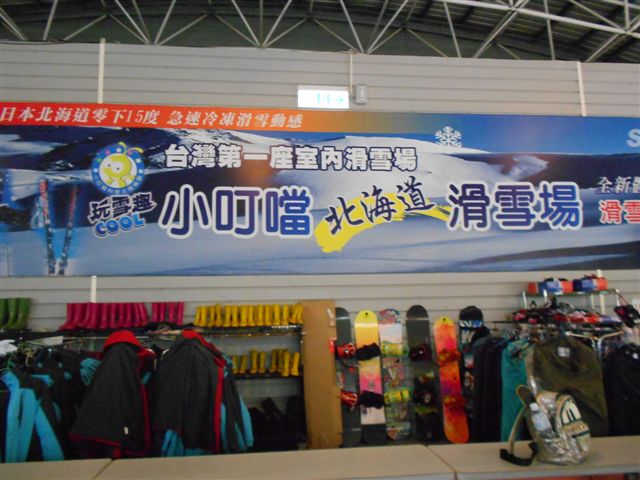 日本北海道零下15度 急速冷凍滑雪動感
台灣第一座室內滑雪場
玩雪趣
COOL
小叮噹 北海道 滑雪場
滑雪